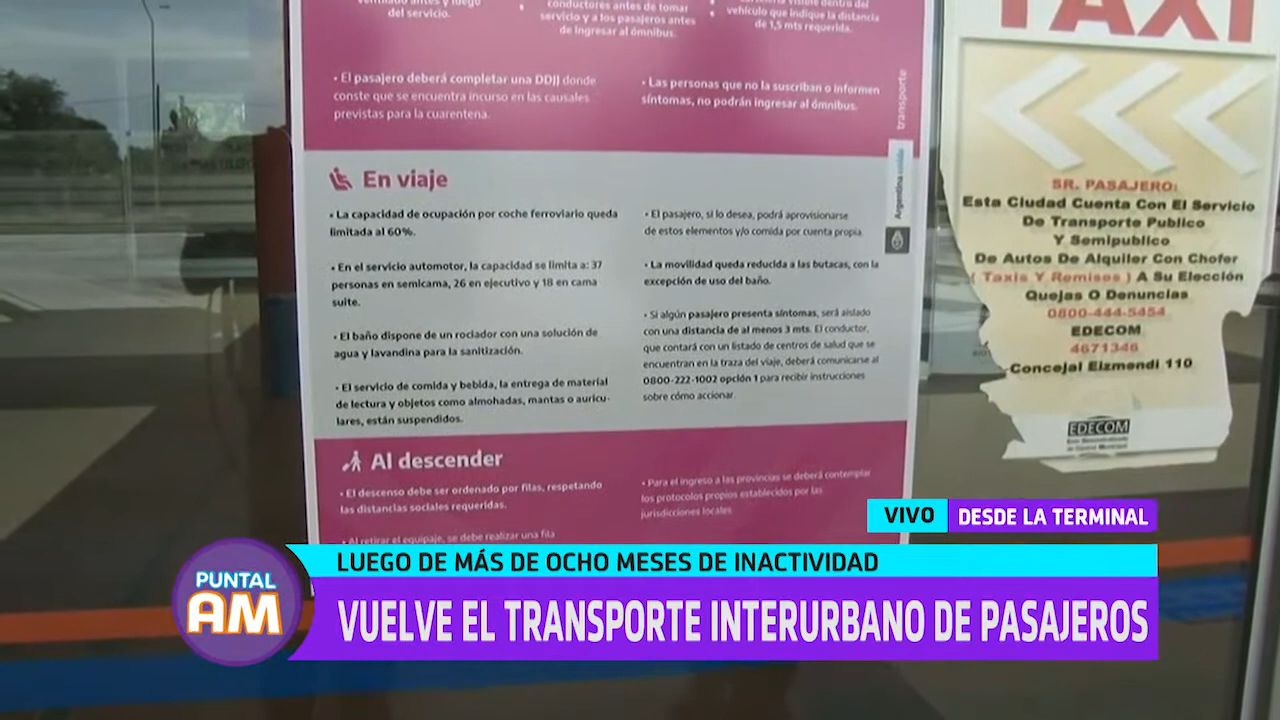 ventilado antes y luego
del servicio.
conductores antes de tomar
servicio y a los pasajeros antes
de ingresar al ómnibus.
visible dentro del
vehículo que indique la distancia
de 1,5 mts requerida.
• El pasajero deberá completar una DDJJ donde
conste que se encuentra incurso en las causales
previstas para la cuarentena.
• Las personas que no la suscriban o informen
síntomas, no podrán ingresar al ómnibus.
transporte
Argentina unida
En viaje
• La capacidad de ocupación por coche ferroviario queda
limitada al 60%.
• En el servicio automotor, la capacidad se limita a: 37
personas en semicama, 26 en ejecutivo y 18 en cama
suite.
• El baño dispone de un rociador con una solución de
agua y lavandina para la sanitización.
• El servicio de comida y bebida, la entrega de material
de lectura y objetos como almohadas, mantas o auricu-
lares, están suspendidos.
• El pasajero, si lo desea, podrá aprovisionarse
de estos elementos y/o comida por cuenta propia.
• La movilidad queda reducida a las butacas, con la
excepción de uso del baño.
• Si algún pasajero presenta síntomas, será aislado
con una distancia de al menos 3 mts. El conductor,
que contará con un listado de centros de salud que se
encuentran en la traza del viaje, deberá comunicarse al
0800-222-1002 opción 1 para recibir instrucciones
sobre cómo accionar.
Al descender
• El descenso debe ser ordenado por filas, respetando
las distancias sociales requeridas.
• Al retirar el equipaje, se debe realizar una fila
• Para el ingreso a las provincias se deberá contemplar
los protocolos propios establecidos por las
jurisdicciones locales.
TAXI
SR. PASAJERO:
Esta Ciudad Cuenta Con El Servicio
De Transporte Publico
Y Semipublico
De Autos De Alquiler Con Chofer
( Taxis Y Remises ) A Su Elección
Quejas O Denuncias
0800-444-5454
EDECOM
4671346
Concejal Eizmendi 110
EDECOM
VIVO DESDE LA TERMINAL
LUEGO DE MÁS DE OCHO MESES DE INACTIVIDAD
PUNTAL
AM
VUELVE EL TRANSPORTE INTERURBANO DE PASAJEROS